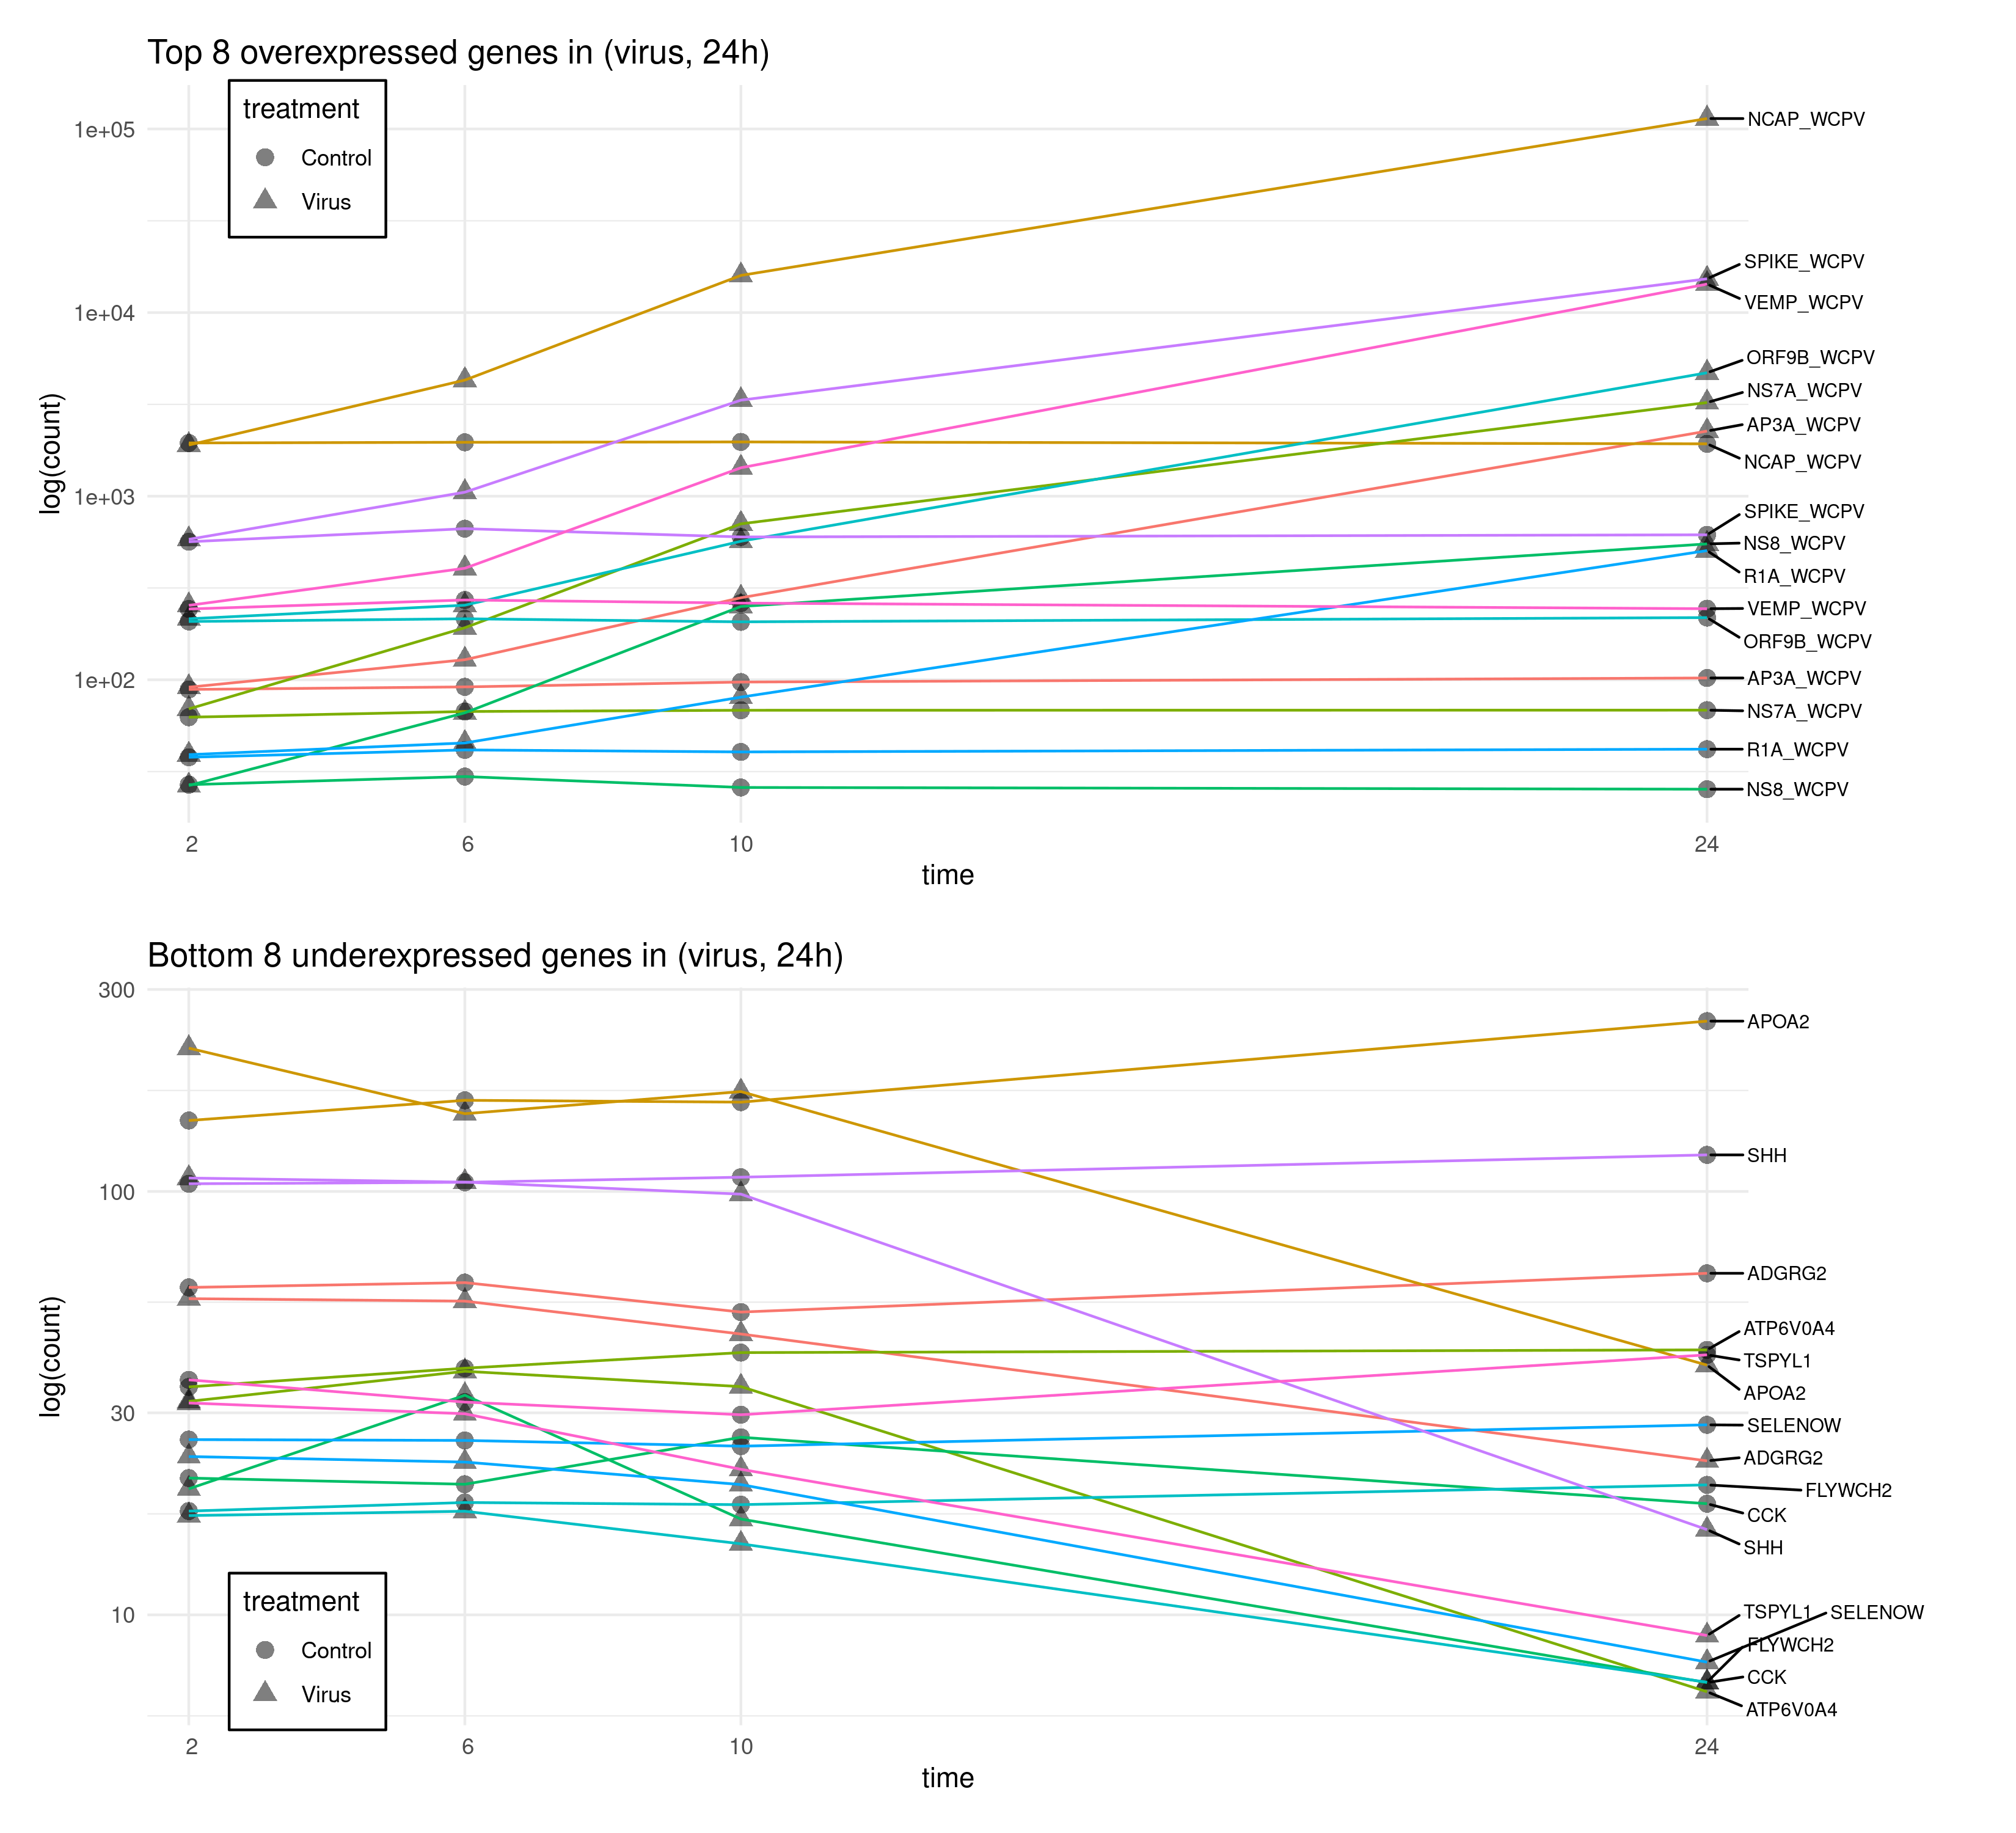 Top 8 overexpressed genes in (virus, 24h)
treatment
Control
Virus
1e+05
1e+04
1e+03
1e+02
log(count)
NCAP_WCPV
SPIKE_WCPV
VEMP_WCPV
ORF9B_WCPV
NS7A_WCPV
AP3A_WCPV
NCAP_WCPV
SPIKE_WCPV
NS8_WCPV
R1A_WCPV
VEMP_WCPV
ORF9B_WCPV
AP3A_WCPV
NS7A_WCPV
R1A_WCPV
NS8_WCPV
2 6 10 24
time
Bottom 8 underexpressed genes in (virus, 24h)
300
100
30
10
log(count)
APOA2
SHH
ADGRG2
ATP6V0A4
TSPYL1
APOA2
SELENOW
ADGRG2
FLYWCH2
CCK
SHH
TSPYL1 SELENOW
FLYWCH2
CCK
ATP6V0A4
treatment
Control
Virus
2 6 10 24
time